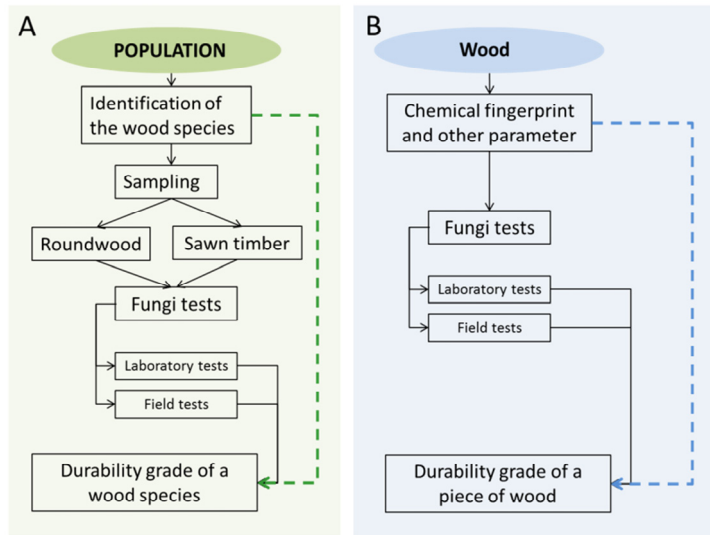 A
POPULATION
Identification of
the wood species
Sampling
Roundwood
Sawn timber
Fungi tests
Laboratory tests
Field tests
Durability grade of a
wood species
B
Wood
Chemical fingerprint
and other parameter
Fungi tests
Laboratory tests
Field tests
Durability grade of a
piece of wood